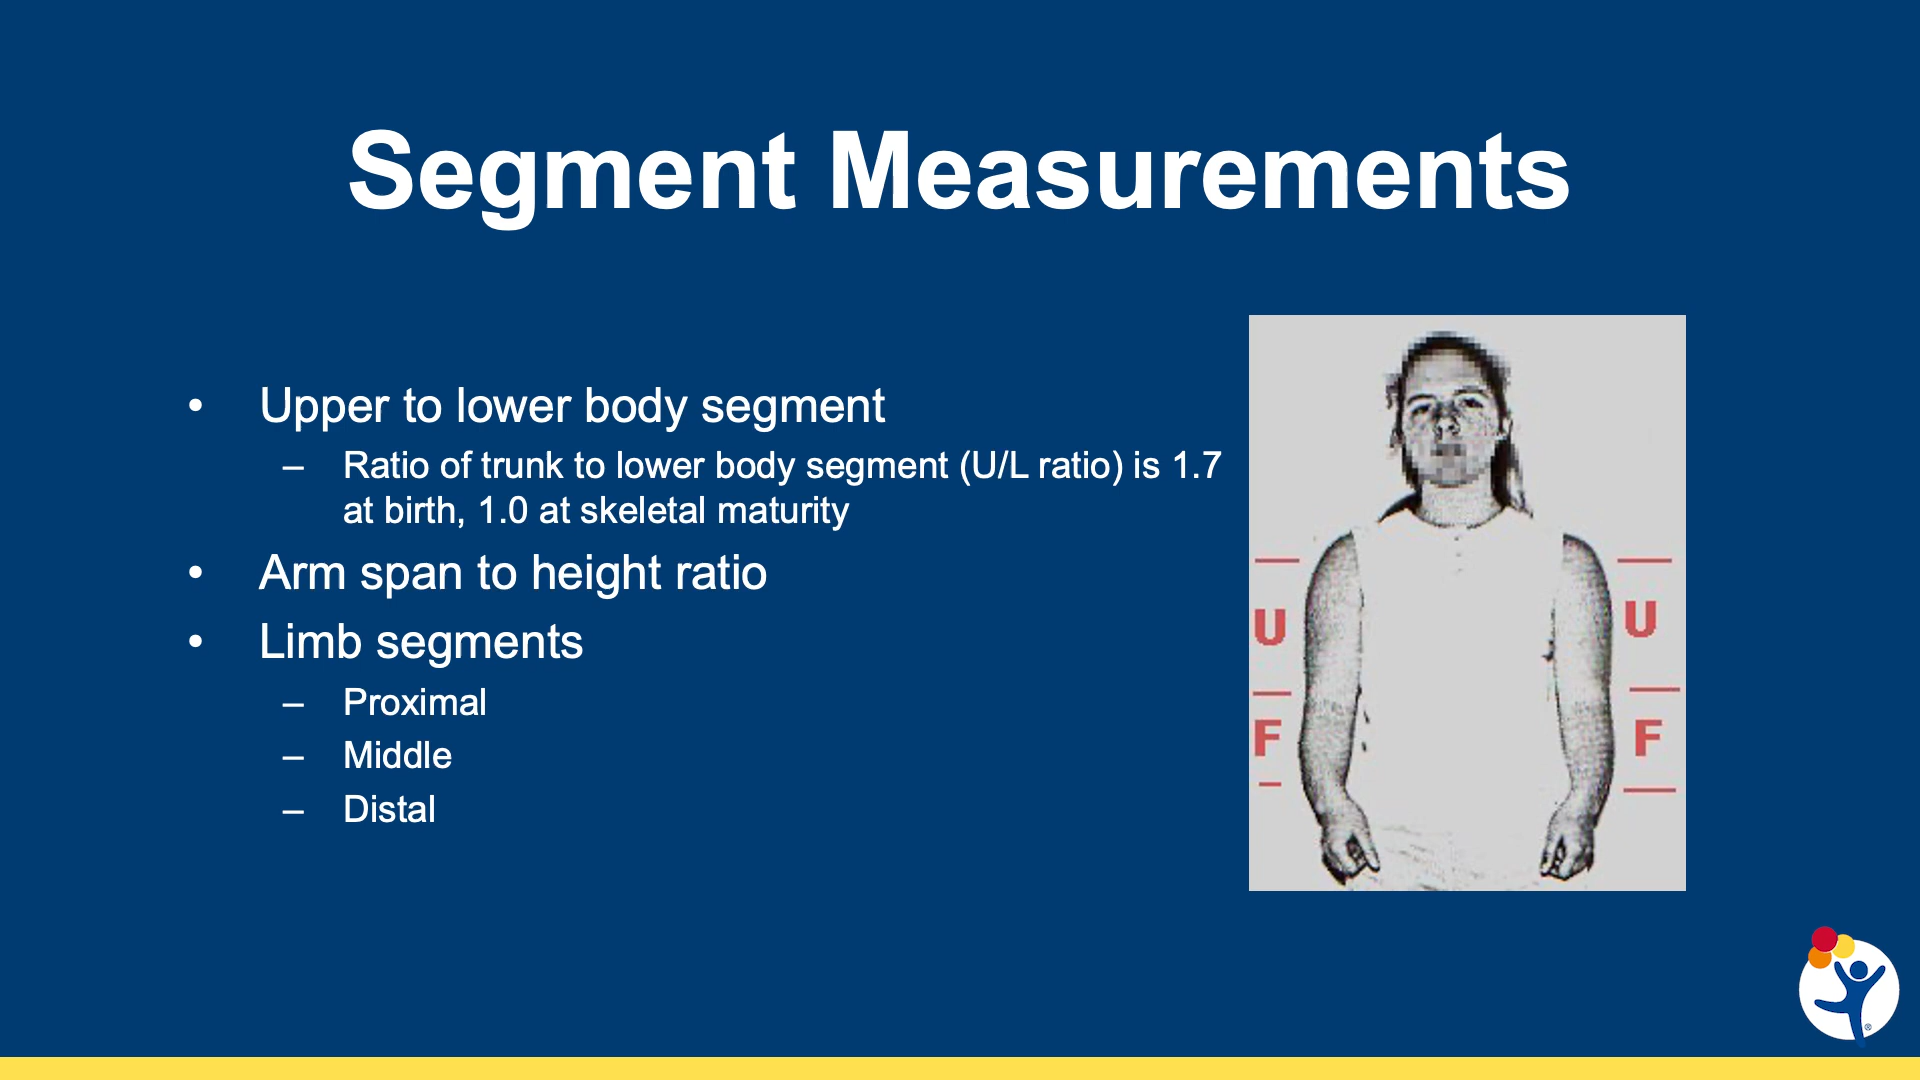 Segment Measurements
• Upper to lower body segment
– Ratio of trunk to lower body segment (U/L ratio) is 1.7
at birth, 1.0 at skeletal maturity
• Arm span to height ratio
• Limb segments
– Proximal
– Middle
– Distal
U U
F F
®